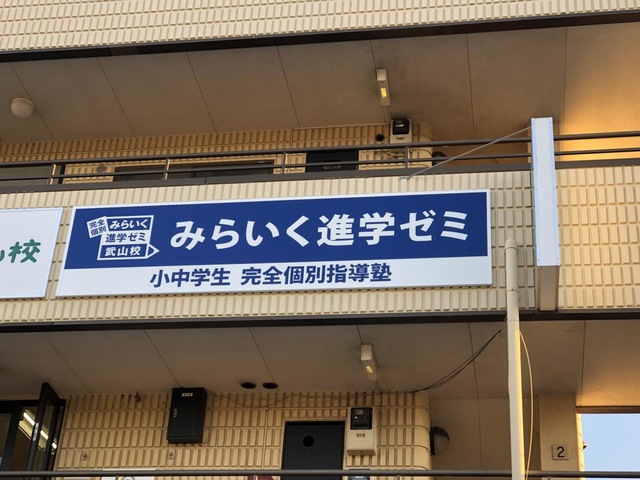 完全
個別
みらいく
進学ゼミ
武山校
みらいく進学ゼミ
小中学生 完全個別指導塾
校
2